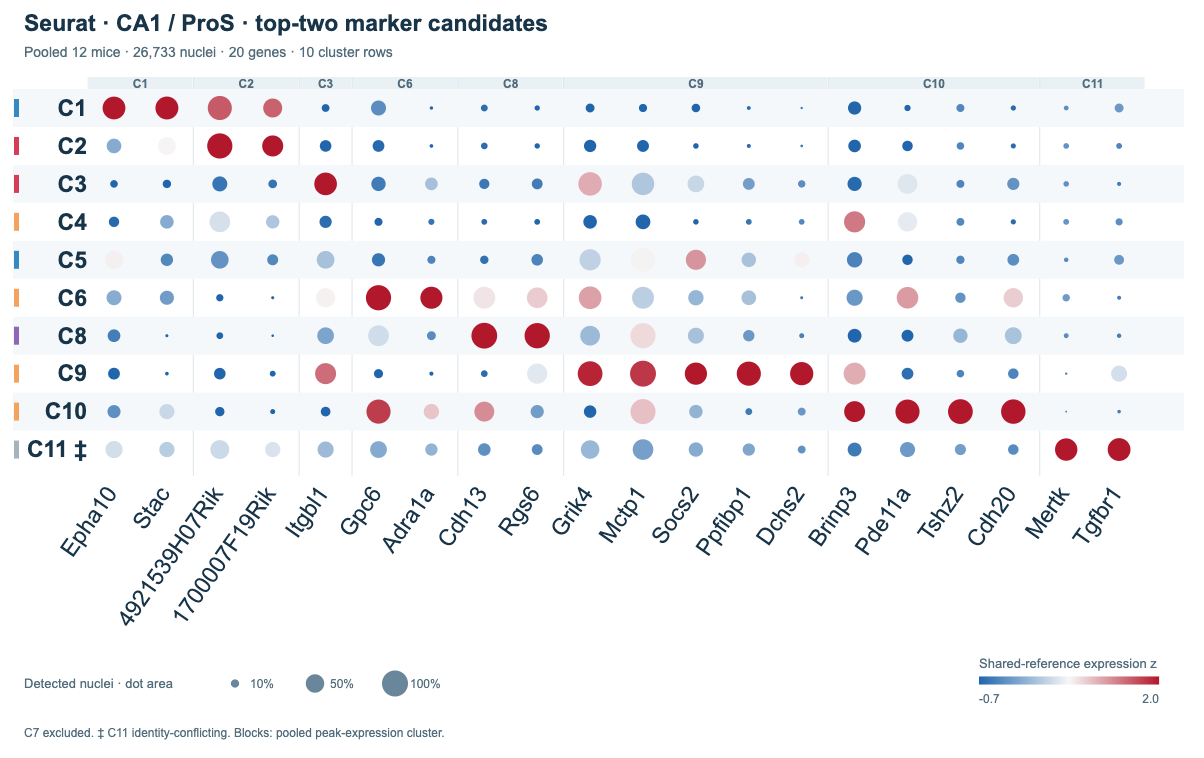 Seurat · CA1 / ProS · top-two marker candidates
Pooled 12 mice · 26,733 nuclei · 20 genes · 10 cluster rows
C1 C2 C3 C6 C8 C9 C10 C11
C1
C2
C3
C4
C5
C6
C8
C9
C10
C11 ‡
Epha10 Stac 4921539H07Rik 1700007F19Rik Itgbl1 Gpc6 Adra1a Cdh13 Rgs6 Grik4 Mctp1 Socs2 Ppfibp1 Dchs2 Brinp3 Pde11a Tshz2 Cdh20 Mertk Tgfbr1
Shared-reference expression z
Detected nuclei · dot area 10% 50% 100%
-0.7 2.0
C7 excluded. ‡ C11 identity-conflicting. Blocks: pooled peak-expression cluster.